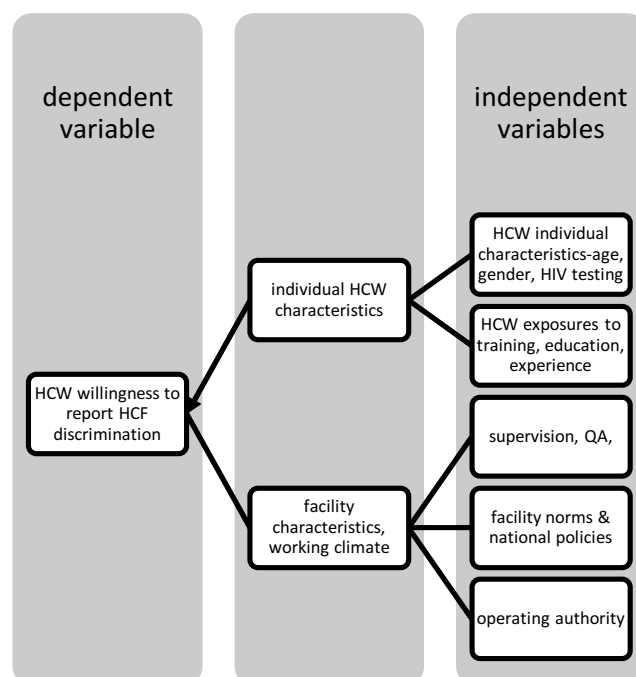 dependent
variable
independent
variables
HCW individual
characteristics-age,
gender, HIV testing
individual HCW
characteristics
HCW exposures to
training, education,
experience
HCW willingness to
report HCF
discrimination
supervision, QA,
facility
characteristics,
working climate
facility norms &
national policies
operating authority